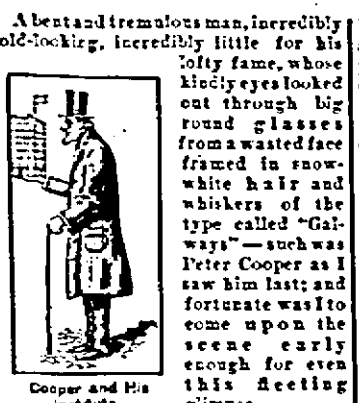 A bent and tremulous man, incredibly
old-looking, incredibly little for his
lofty fame, whose
kindly eyes looked
out through big
round glasses
from a wasted face
framed in snow-
white hair and
whiskers of the
type called "Gal-
ways"—such was
Peter Cooper as I
saw him last; and
fortunate was I to
come upon the
scene early
enough for even
this fleeting
glimpse
Cooper and His
Institute